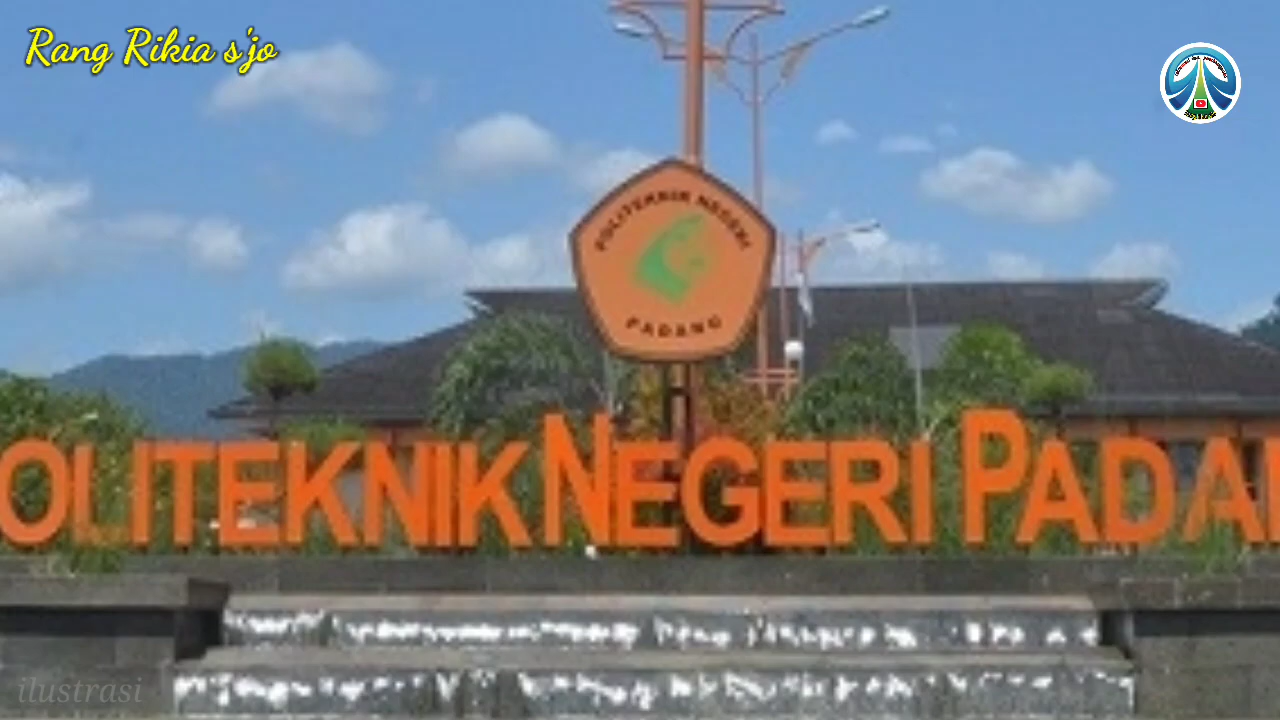 Rang Rikia s'jo
POLITEKNIK NEGERI
PADANG
OLITEKNIK NEGERI PADA
ilustrasi